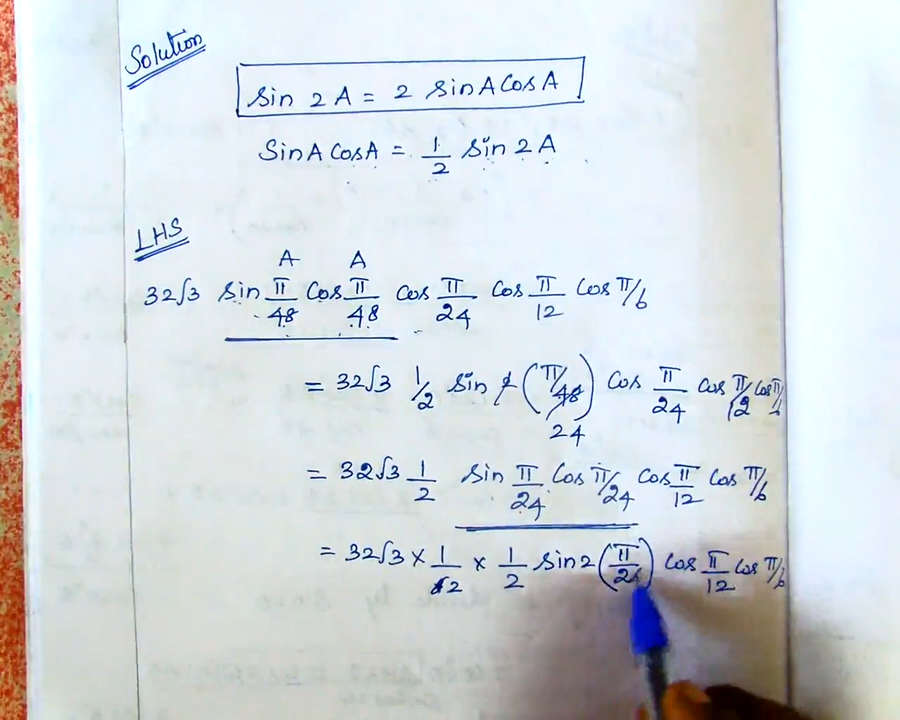 Solution
sin 2A = 2 sinA CosA
SinA CosA = 1/2 sin 2A
LHS
A A
32√3 sin π/48 Cos π/48 cos π/24 Cos π/12 Cos π/6
= 32√3 1/2 sin 2 (π/48) Cos π/24 Cos π/12 Cos
24
= 32√3 1/2 sin π/24 Cos π/24 Cos π/12 Cos π/6
= 32√3 × 1/2 × 1/2 sin2 (π/24) Cos π/12 Cos π/6